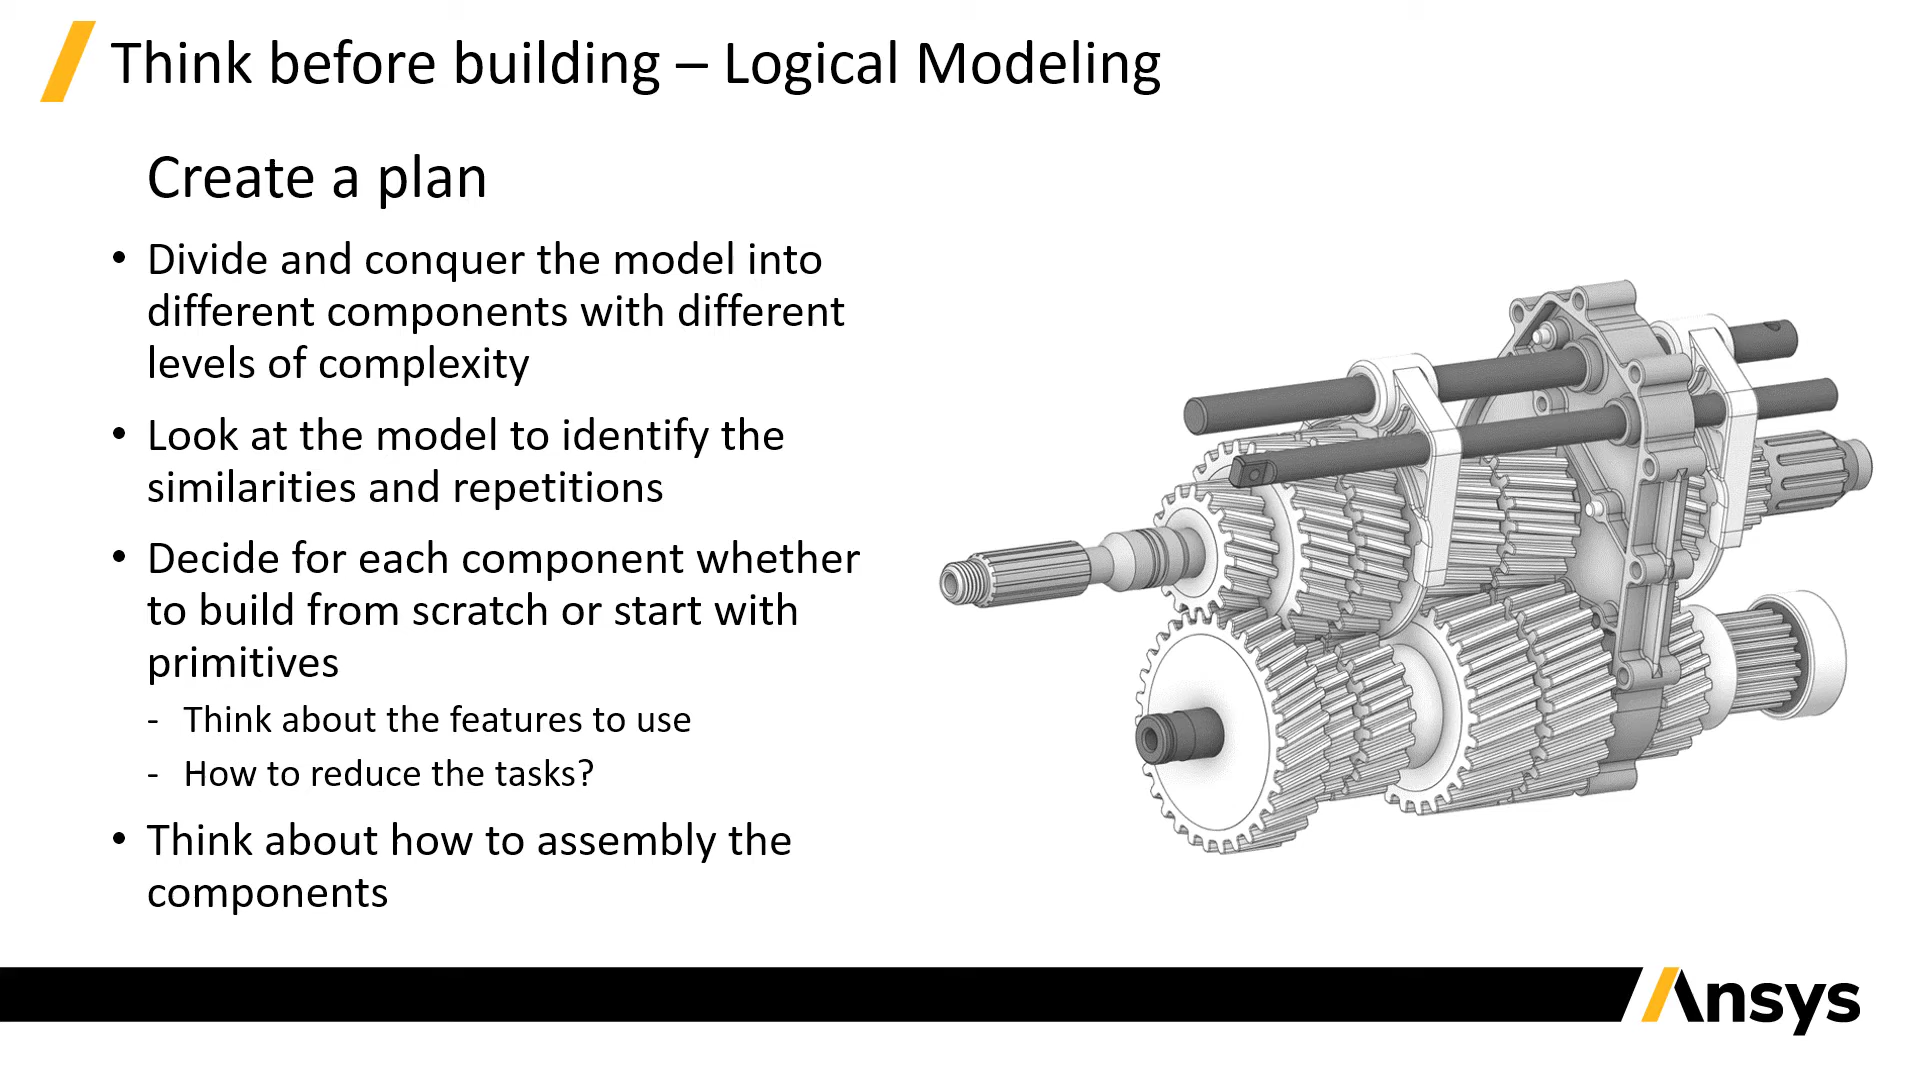 Think before building – Logical Modeling
Create a plan
• Divide and conquer the model into
different components with different
levels of complexity
• Look at the model to identify the
similarities and repetitions
• Decide for each component whether
to build from scratch or start with
primitives
- Think about the features to use
- How to reduce the tasks?
• Think about how to assembly the
components
Ansys